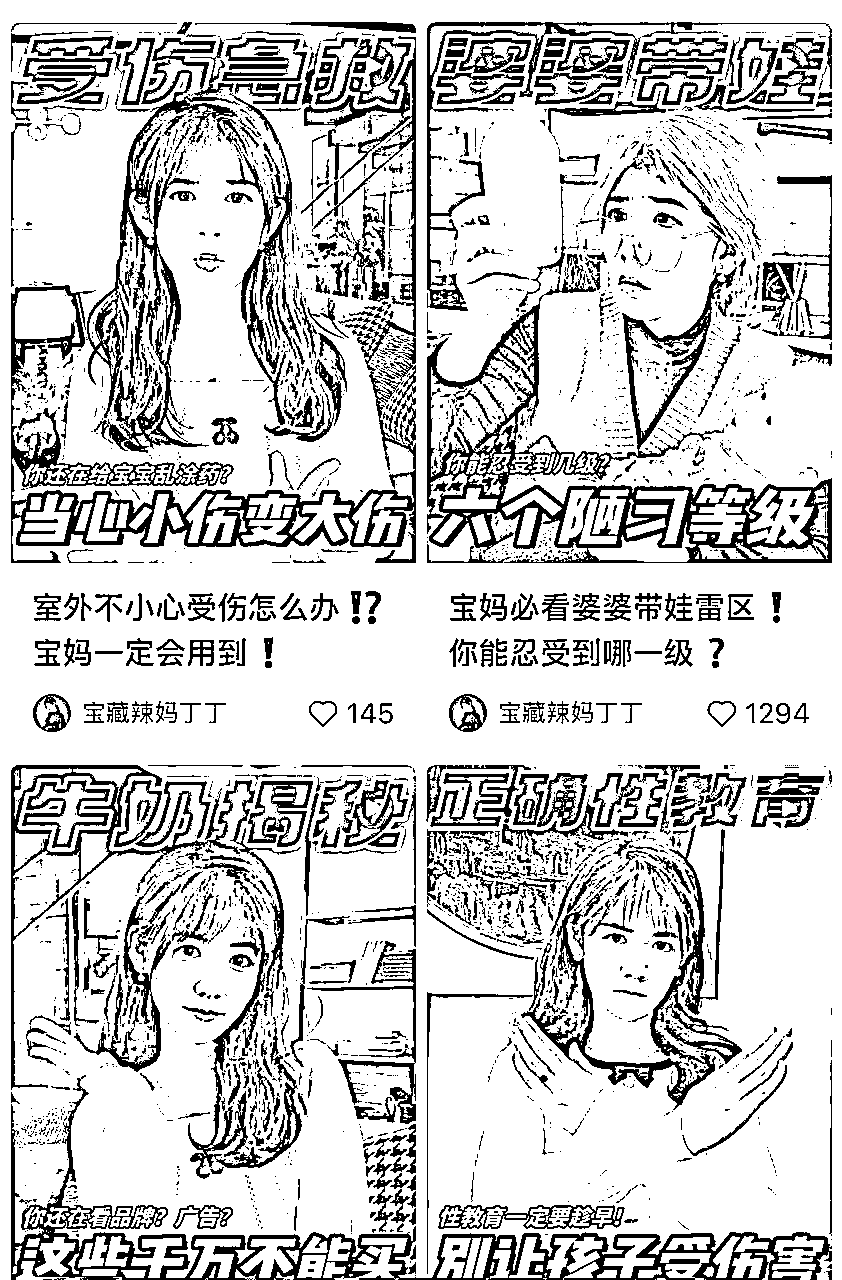 受伤急救
你还在给宝宝乱涂药?
当心小伤变大伤
室外不小心受伤怎么办⁉️
宝妈一定会用到❗
宝藏辣妈丁丁
145
婆婆带娃
你能忍受到几级?
六个陋习等级
宝妈必看婆婆带娃雷区❗
你能忍受到哪一级❓
宝藏辣妈丁丁
1294
牛奶揭秘
你还在看品牌?广告?
这些千万不能买
正确性教育
性教育一定要趁早!
别让孩子受伤害